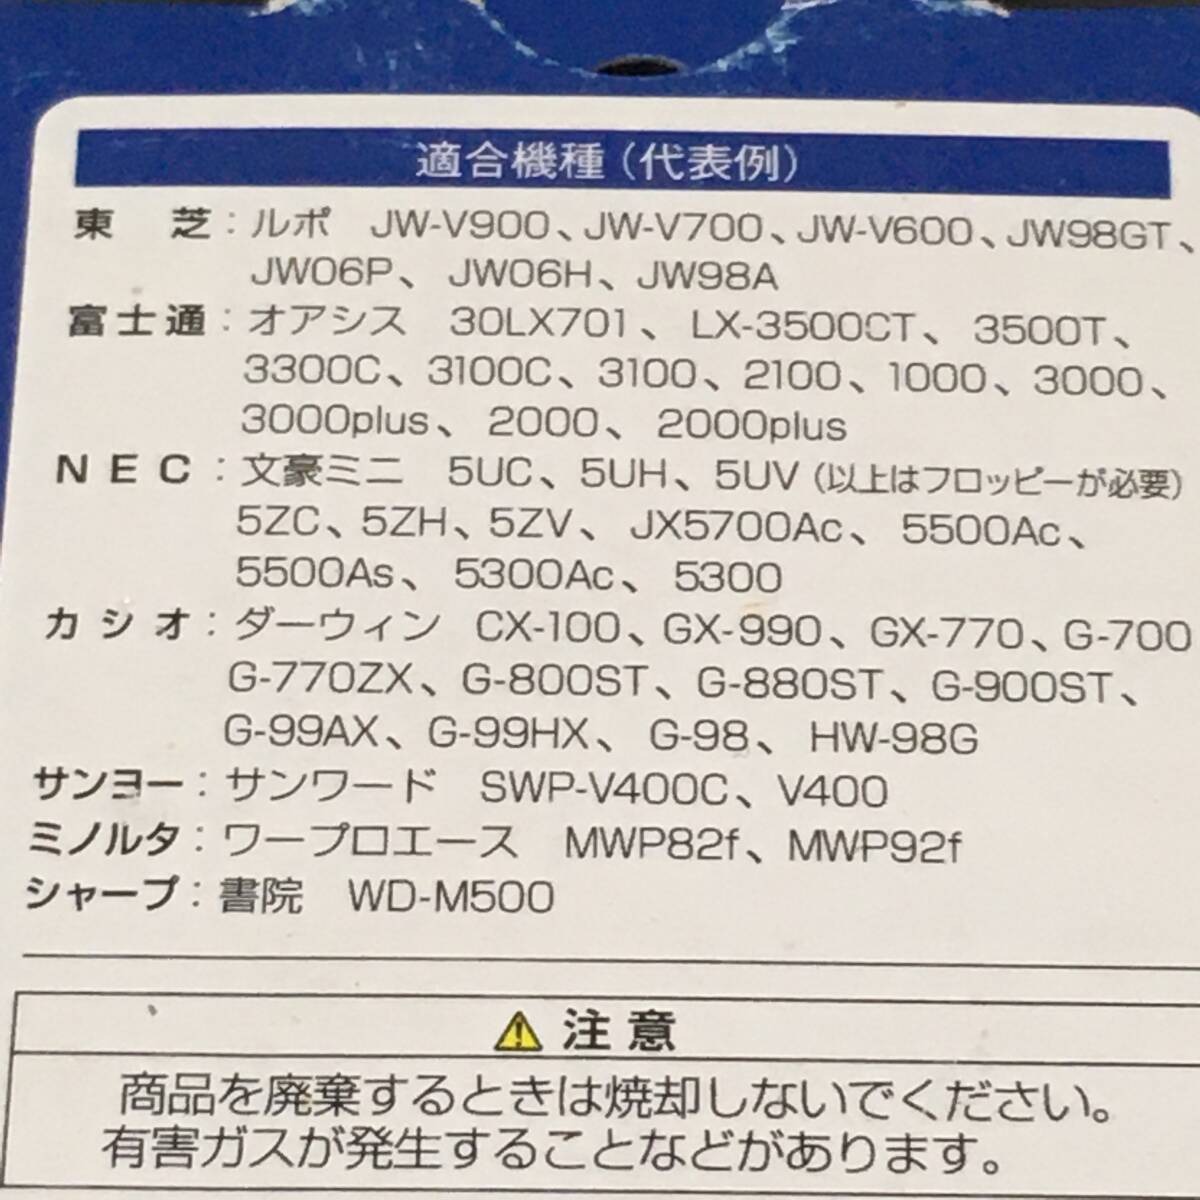 適合機種(代表例)
東芝:ルポ JW-V900、JW-V700、JW-V600、JW98GT、
JW06P、JW06H、JW98A
富士通:オアシス 30LX701、LX-3500CT、3500T、
3300C、3100C、3100、2100、1000、3000、
3000plus、2000、2000plus
NEC:文豪ミニ 5UC、5UH、5UV(以上はフロッピーが必要)
5ZC、5ZH、5ZV、JX5700Ac、5500Ac、
5500As、5300Ac、5300
カシオ:ダーウィン CX-100、GX-990、GX-770、G-700
G-770ZX、G-800ST、G-880ST、G-900ST、
G-99AX、G-99HX、G-98、HW-98G
サンヨー:サンワード SWP-V400C、V400
ミノルタ:ワープロエース MWP82f、MWP92f
シャープ:書院 WD-M500
注意
商品を廃棄するときは焼却しないでください。
有害ガスが発生することなどがあります。